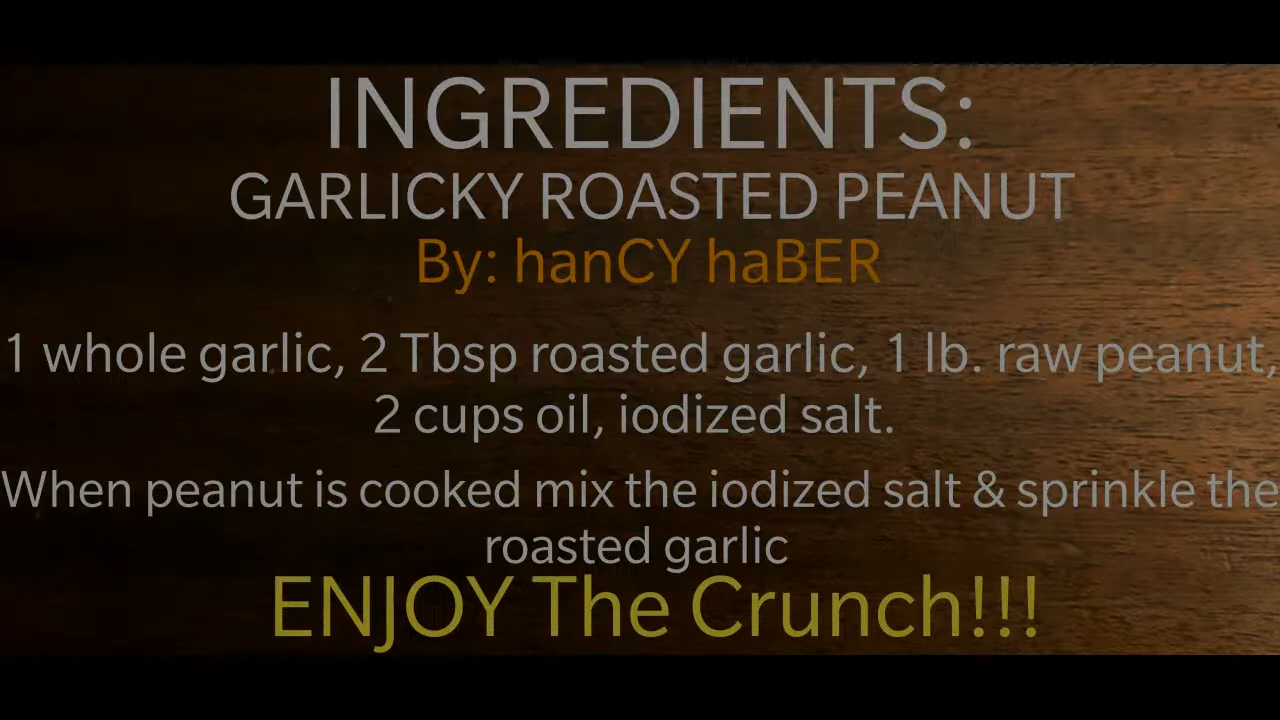 INGREDIENTS:
GARLICKY ROASTED PEANUT
By: hanCY haBER
1 whole garlic, 2 Tbsp roasted garlic, 1 lb. raw peanut,
2 cups oil, iodized salt.
When peanut is cooked mix the iodized salt & sprinkle the
roasted garlic
ENJOY The Crunch!!!